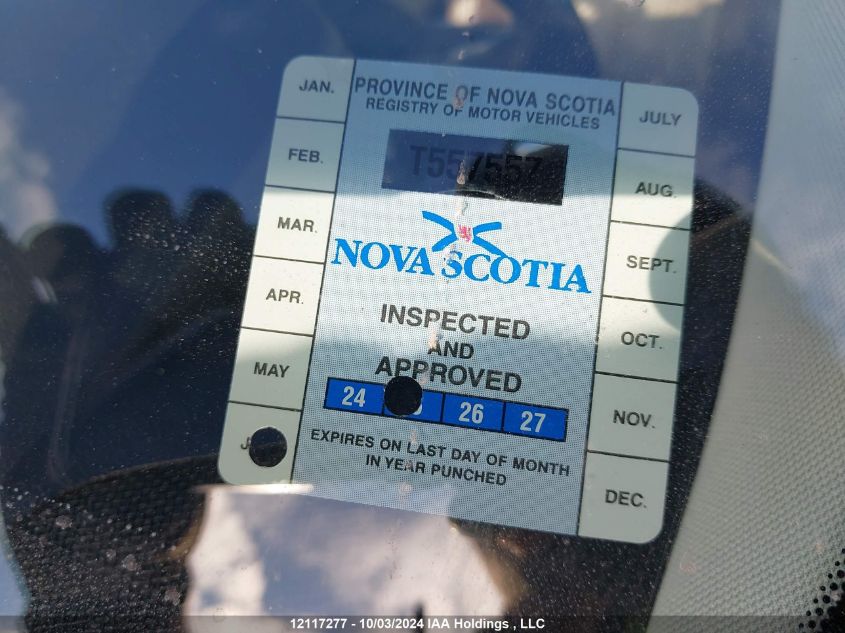 PROVINCE OF NOVA SCOTIA
REGISTRY OF MOTOR VEHICLES
T557557
NOVA SCOTIA
INSPECTED
AND
APPROVED
24 26 27
EXPIRES ON LAST DAY OF MONTH
IN YEAR PUNCHED
JAN.
FEB.
MAR.
APR.
MAY
JULY
AUG.
SEPT.
OCT.
NOV.
DEC.
12117277 - 10/03/2024 IAA Holdings , LLC